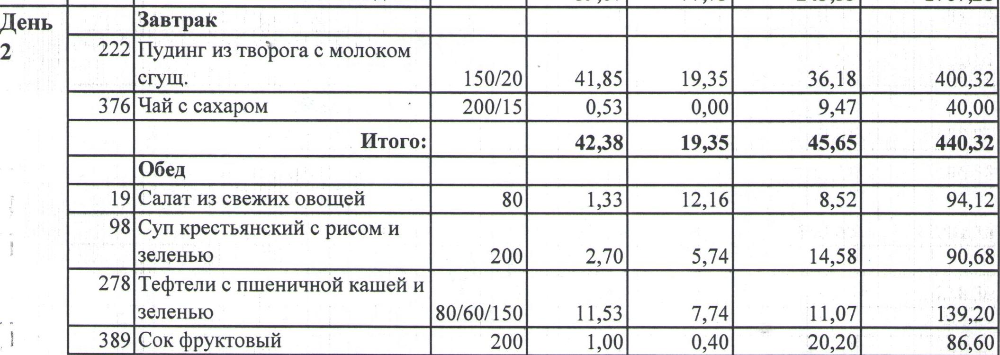 День 2
Завтрак
222 Пудинг из творога с молоком
сгущ. 150/20 41,85 19,35 36,18 400,32
376 Чай с сахаром 200/15 0,53 0,00 9,47 40,00
Итого: 42,38 19,35 45,65 440,32
Обед
19 Салат из свежих овощей 80 1,33 12,16 8,52 94,12
98 Суп крестьянский с рисом и
зеленью 200 2,70 5,74 14,58 90,68
278 Тефтели с пшеничной кашей и
зеленью 80/60/150 11,53 7,74 11,07 139,20
389 Сок фруктовый 200 1,00 0,40 20,20 86,60